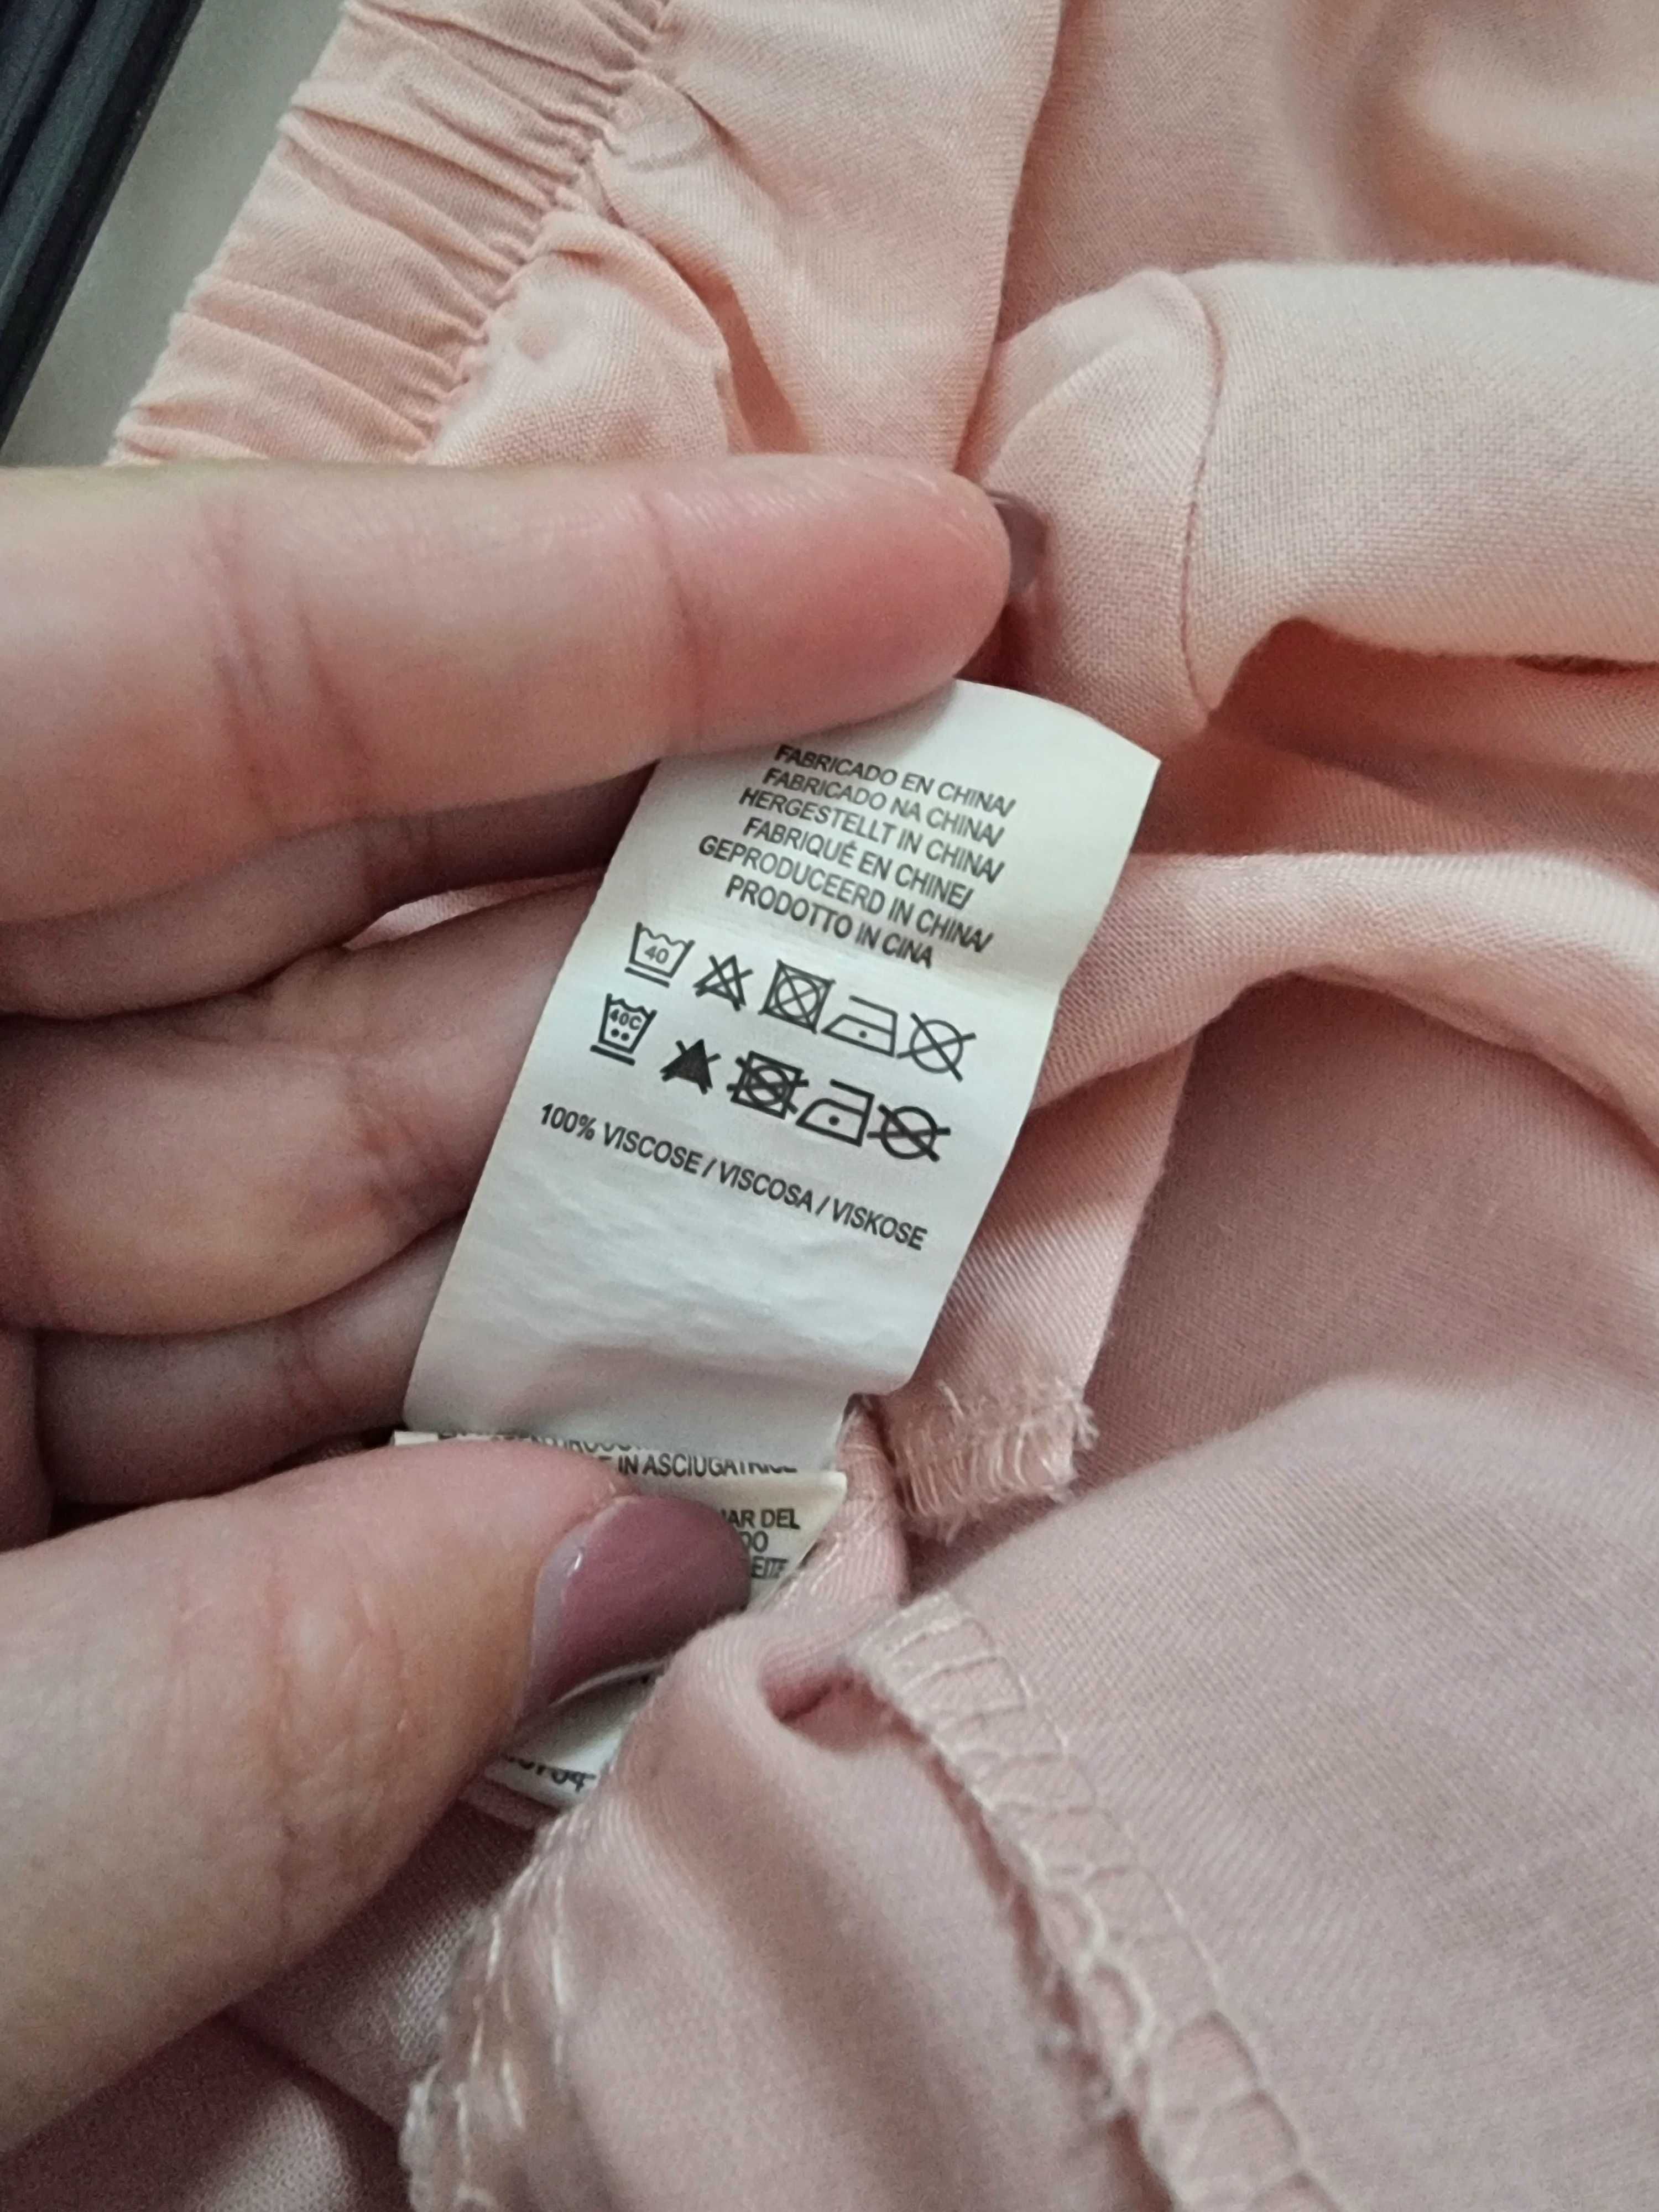 FABRICADO EN CHINA/
FABRICADO NA CHINA/
HERGESTELLT IN CHINA/
FABRIQUÉ EN CHINE/
GEPRODUCEERD IN CHINA/
PRODOTTO IN CINA
40
40C
100% VISCOSE / VISCOSA / VISKOSE
IN ASCIUGATRICE
DEL